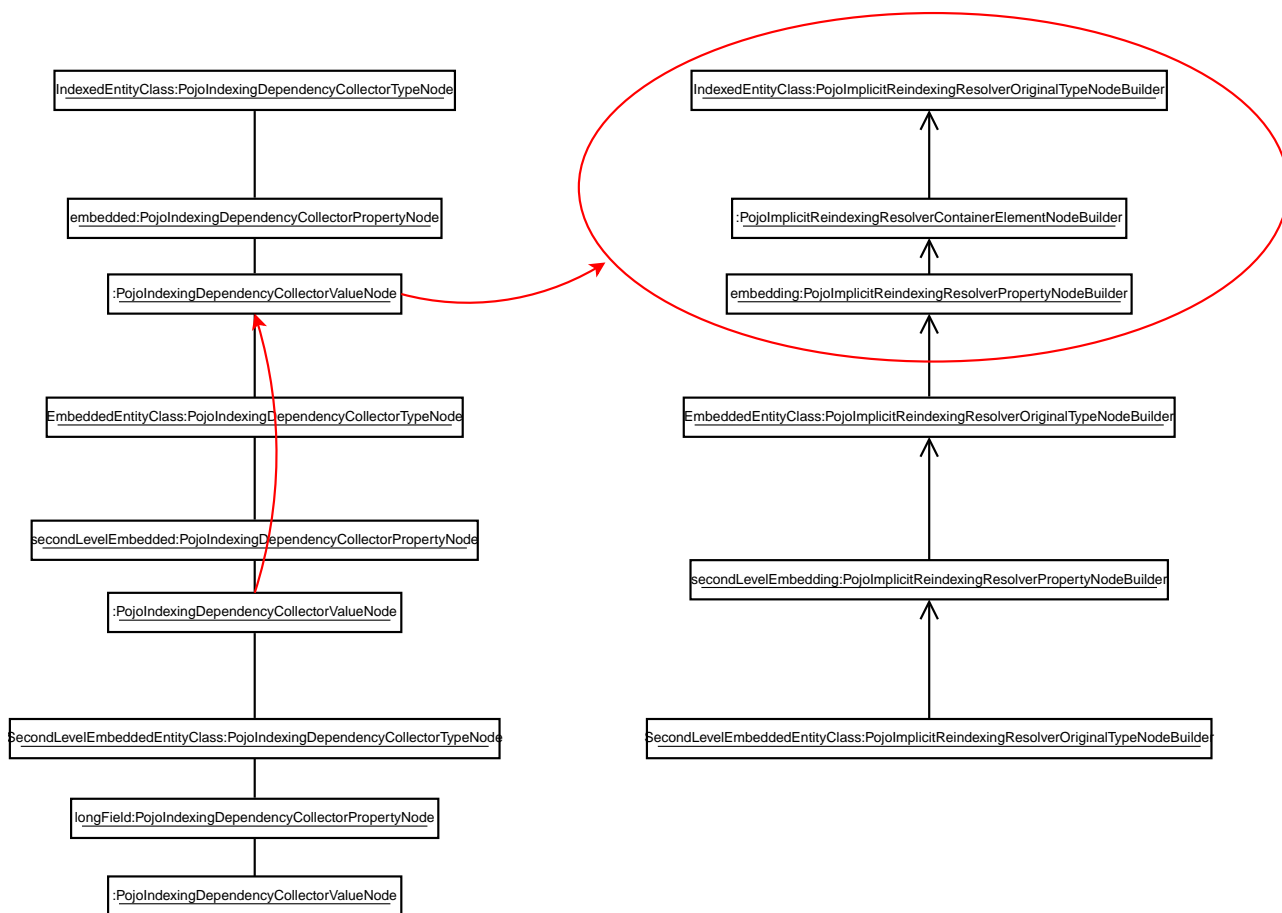 IndexedEntityClass:PojoIndexingDependencyCollectorTypeNode
embedded:PojoIndexingDependencyCollectorPropertyNode
:PojoIndexingDependencyCollectorValueNode
EmbeddedEntityClass:PojoIndexingDependencyCollectorTypeNode
secondLevelEmbedded:PojoIndexingDependencyCollectorPropertyNode
:PojoIndexingDependencyCollectorValueNode
SecondLevelEmbeddedEntityClass:PojoIndexingDependencyCollectorTypeNode
longField:PojoIndexingDependencyCollectorPropertyNode
:PojoIndexingDependencyCollectorValueNode
IndexedEntityClass:PojoImplicitReindexingResolverOriginalTypeNodeBuilder
:PojoImplicitReindexingResolverContainerElementNodeBuilder
embedding:PojoImplicitReindexingResolverPropertyNodeBuilder
EmbeddedEntityClass:PojoImplicitReindexingResolverOriginalTypeNodeBuilder
secondLevelEmbedding:PojoImplicitReindexingResolverPropertyNodeBuilder
SecondLevelEmbeddedEntityClass:PojoImplicitReindexingResolverOriginalTypeNodeBuilder